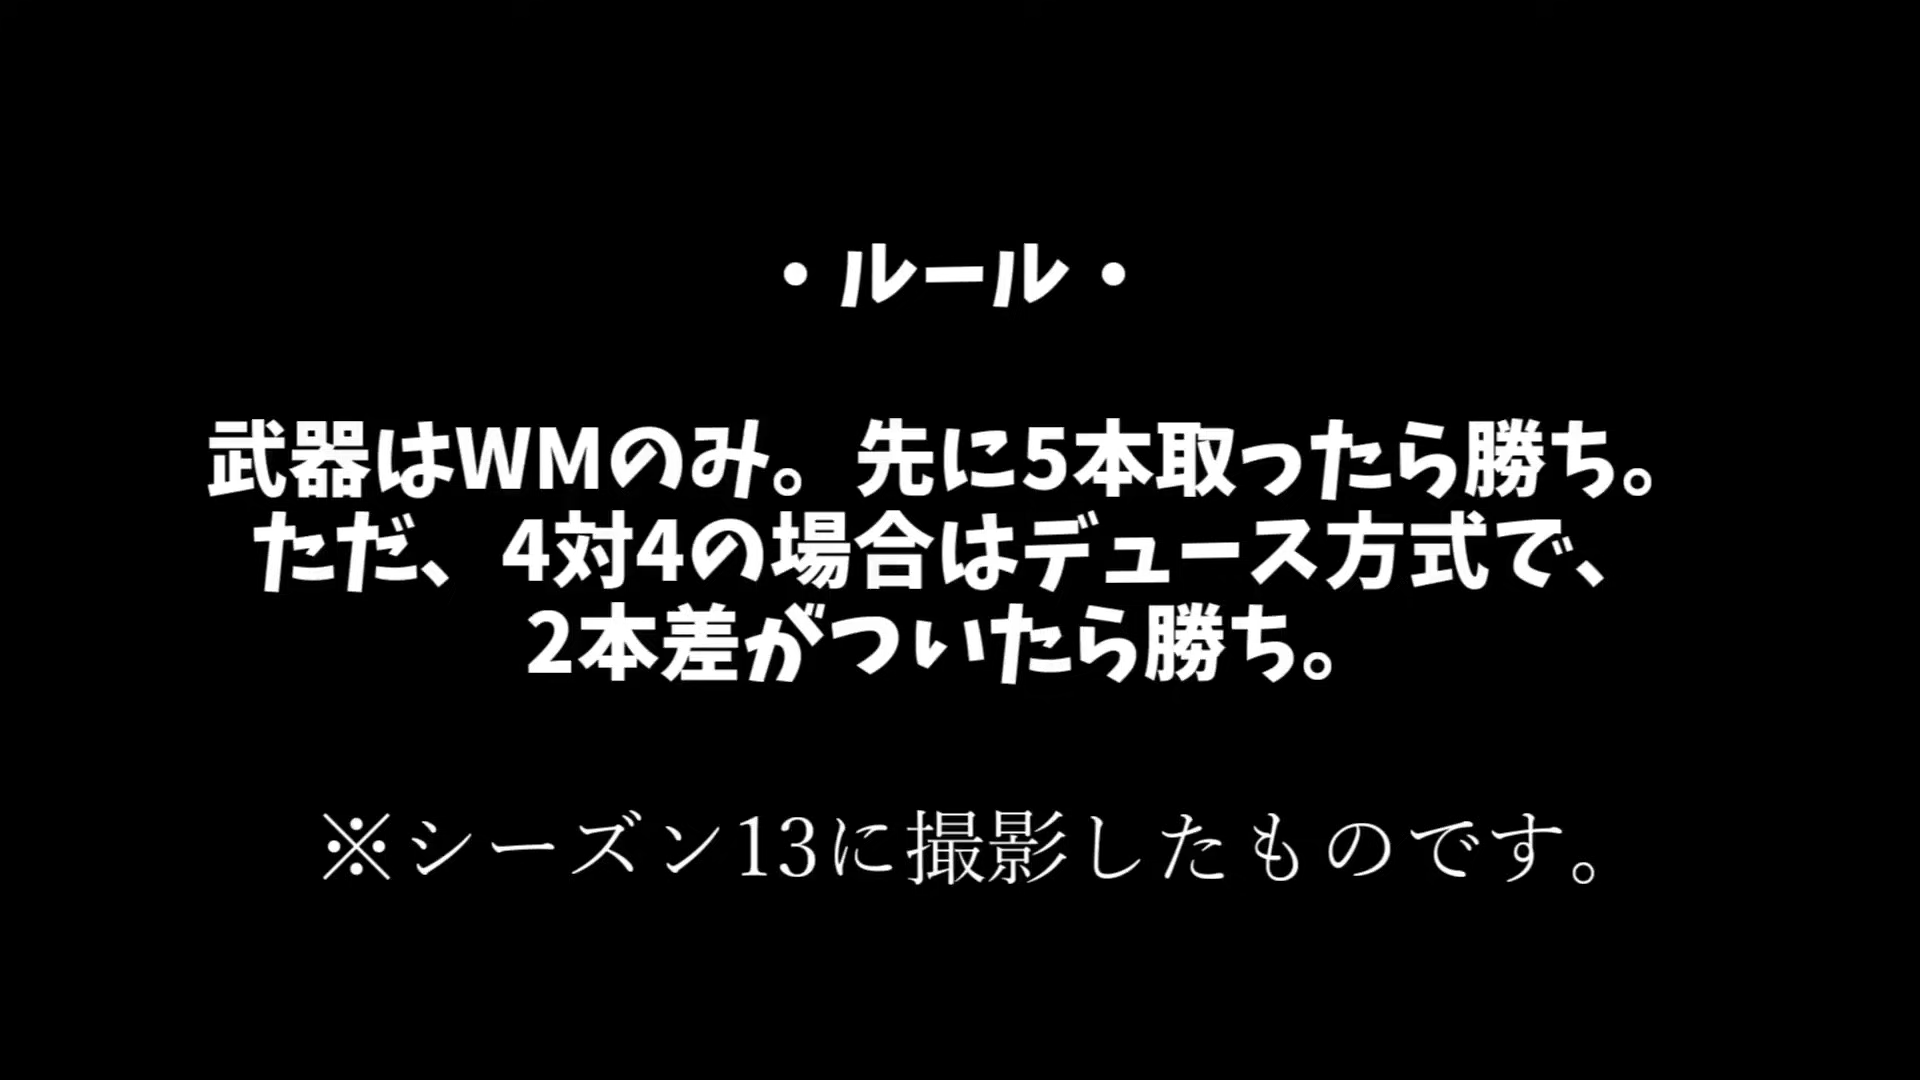 ・ルール・
武器はWMのみ。先に5本取ったら勝ち。
ただ、4対4の場合はデュース方式で、
2本差がついたら勝ち。
※シーズン13に撮影したものです。